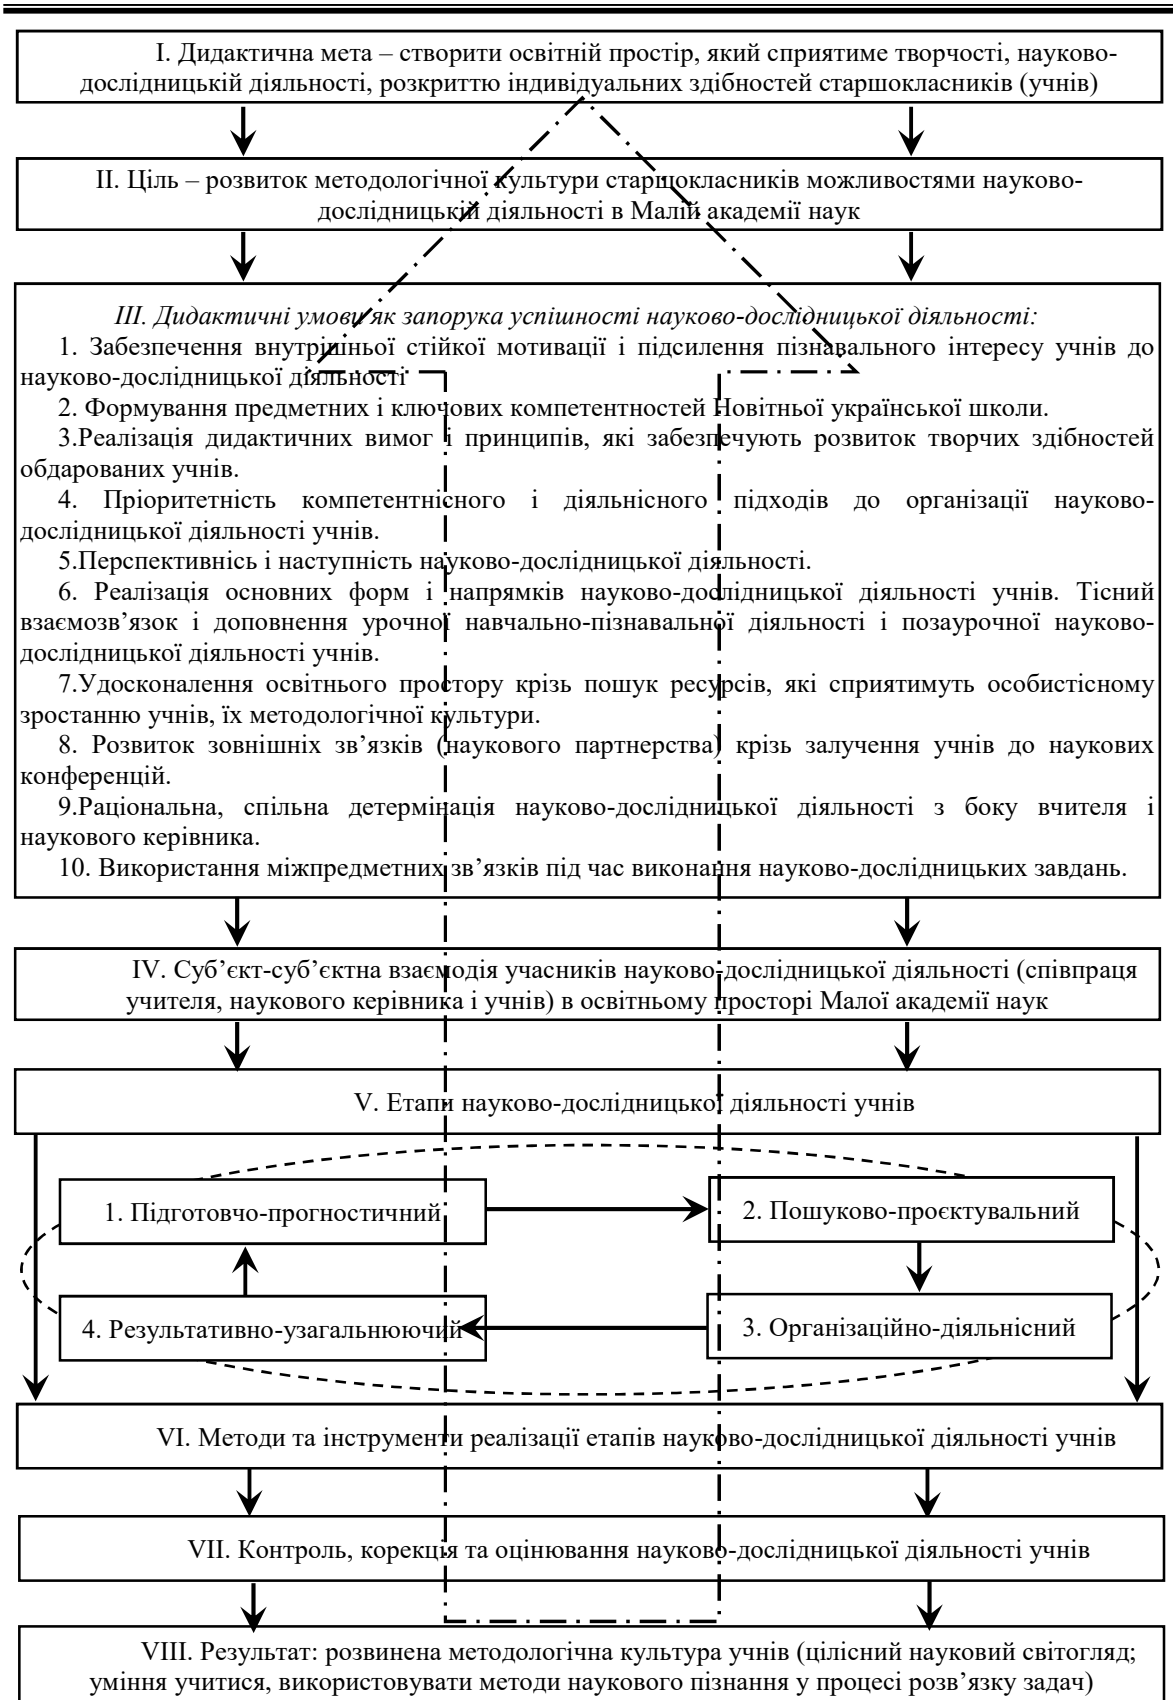 І. Дидактична мета – створити освітній простір, який сприятиме творчості, науково-
дослідницькій діяльності, розкриттю індивідуальних здібностей старшокласників (учнів)
ІІ. Ціль – розвиток методологічної культури старшокласників можливостями науково-
дослідницькій діяльності в Малій академії наук
ІІІ. Дидактичні умови як запорука успішності науково-дослідницької діяльності:
1. Забезпечення внутрішньої стійкої мотивації і підсилення пізнавального інтересу учнів до
науково-дослідницької діяльності
2. Формування предметних і ключових компетентностей Новітньої української школи.
3.Реалізація дидактичних вимог і принципів, які забезпечують розвиток творчих здібностей
обдарованих учнів.
4. Пріоритетність компетентнісного і діяльнісного підходів до організації науково-
дослідницької діяльності учнів.
5.Перспективнісь і наступність науково-дослідницької діяльності.
6. Реалізація основних форм і напрямків науково-дослідницької діяльності учнів. Тісний
взаємозв’язок і доповнення урочної навчально-пізнавальної діяльності і позаурочної науково-
дослідницької діяльності учнів.
7.Удосконалення освітнього простору крізь пошук ресурсів, які сприятимуть особистісному
зростанню учнів, їх методологічної культури.
8. Розвиток зовнішніх зв’язків (наукового партнерства) крізь залучення учнів до наукових
конференцій.
9.Раціональна, спільна детермінація науково-дослідницької діяльності з боку вчителя і
наукового керівника.
10. Використання міжпредметних зв’язків під час виконання науково-дослідницьких завдань.
IV. Суб’єкт-суб’єктна взаємодія учасників науково-дослідницької діяльності (співпраця
учителя, наукового керівника і учнів) в освітньому просторі Малої академії наук
V. Етапи науково-дослідницької діяльності учнів
1. Підготовчо-прогностичний
2. Пошуково-проєктувальний
4. Результативно-узагальнюючий
3. Організаційно-діяльнісний
VI. Методи та інструменти реалізації етапів науково-дослідницької діяльності учнів
VII. Контроль, корекція та оцінювання науково-дослідницької діяльності учнів
VIII. Результат: розвинена методологічна культура учнів (цілісний науковий світогляд;
уміння учитися, використовувати методи наукового пізнання у процесі розв’язку задач)